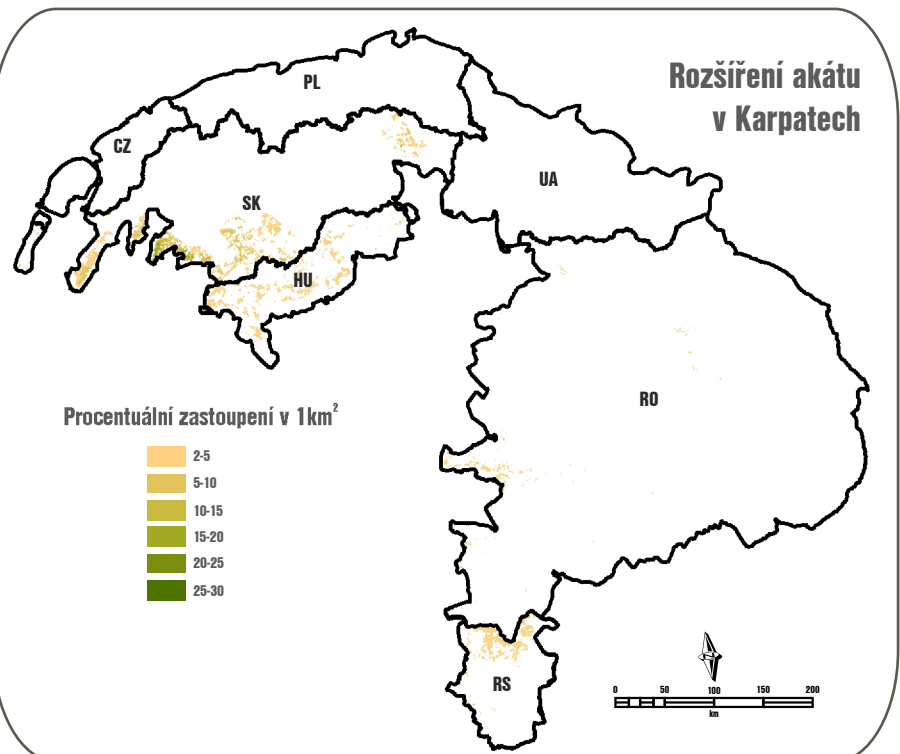 Rozšíření akátu
v Karpatech
PL
CZ
UA
SK
HU
RO
RS
Procentuální zastoupení v 1km²
2-5
5-10
10-15
15-20
20-25
25-30
0 50 100 150 200
km